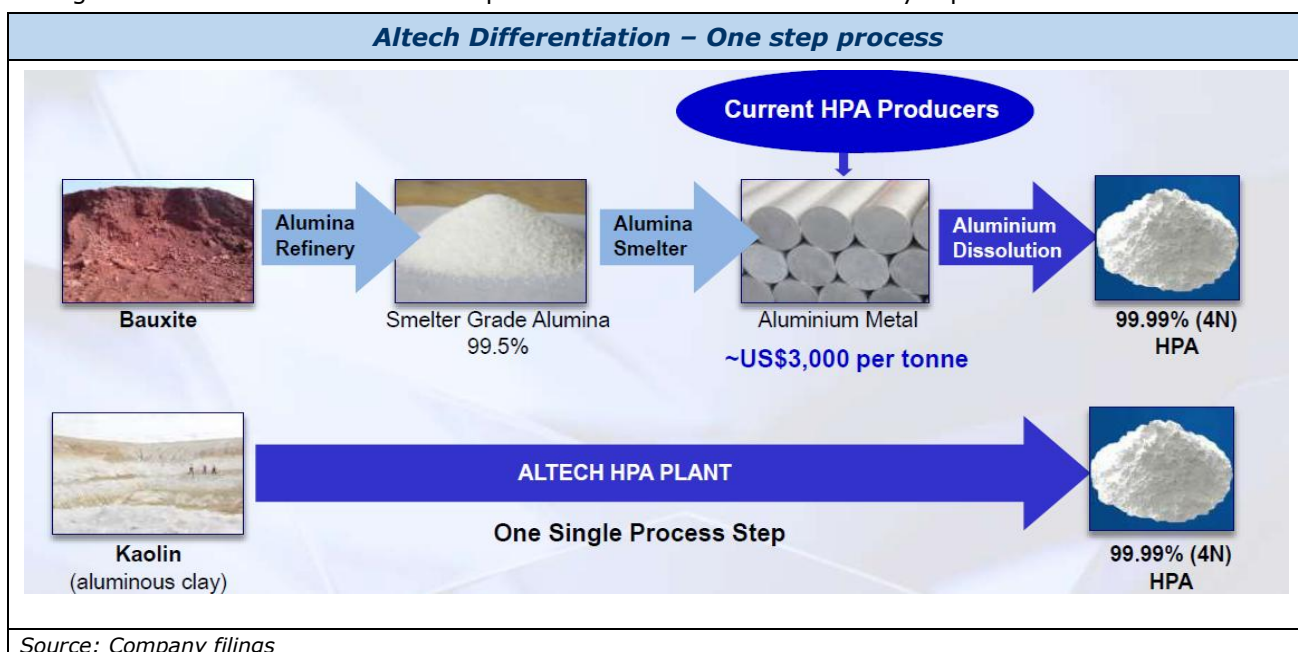 Altech Differentiation – One step process
Current HPA Producers
Alumina
Refinery
Alumina
Smelter
Aluminium
Dissolution
Bauxite
Smelter Grade Alumina
99.5%
Aluminium Metal
~US$3,000 per tonne
99.99% (4N)
HPA
ALTECH HPA PLANT
One Single Process Step
Kaolin
(aluminous clay)
99.99% (4N)
HPA
Source: Company filings